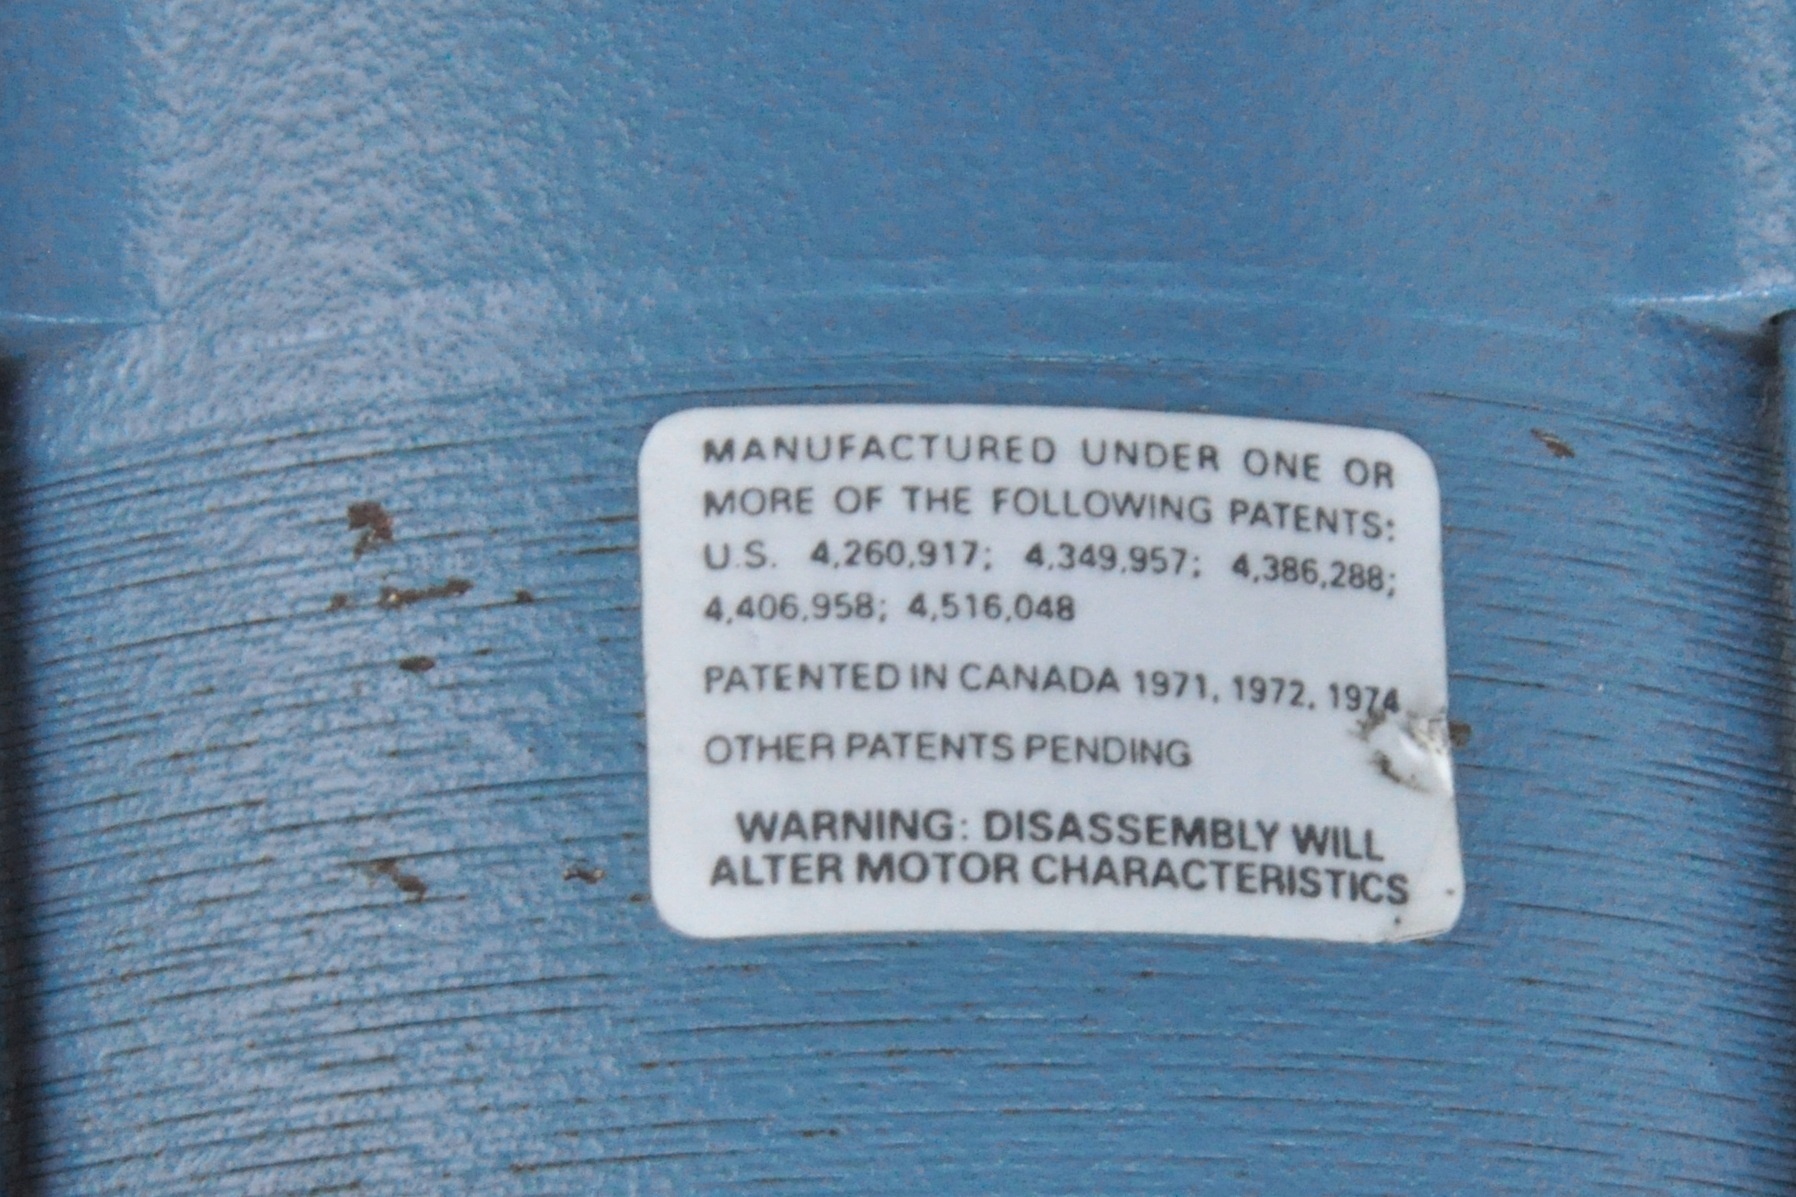 MANUFACTURED UNDER ONE OR
MORE OF THE FOLLOWING PATENTS:
U.S. 4,260,917; 4,349,957; 4,386,288;
4,406,958; 4,516,048
PATENTED IN CANADA 1971, 1972, 1974
OTHER PATENTS PENDING
WARNING: DISASSEMBLY WILL
ALTER MOTOR CHARACTERISTICS